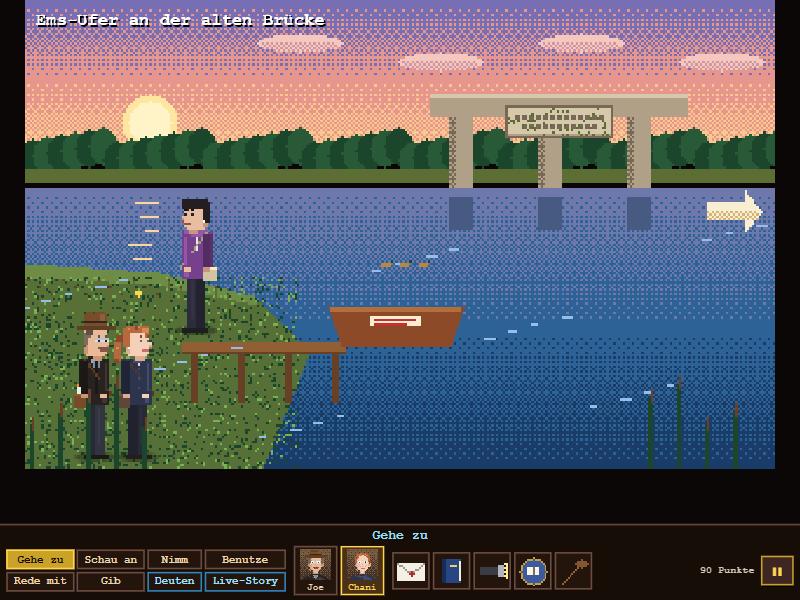 Ems-Ufer an der alten Brücke
Gehe zu
Gehe zu Schau an Nimm Benutze
Rede mit Gib Deuten Live-Story
Joe Chani
90 Punkte